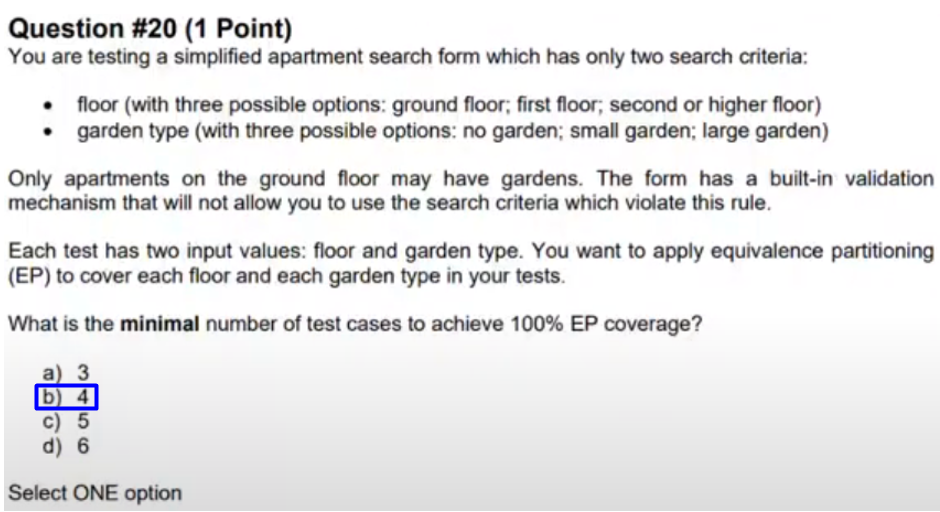 Question #20 (1 Point)
You are testing a simplified apartment search form which has only two search criteria:
• floor (with three possible options: ground floor; first floor; second or higher floor)
• garden type (with three possible options: no garden; small garden; large garden)
Only apartments on the ground floor may have gardens. The form has a built-in validation
mechanism that will not allow you to use the search criteria which violate this rule.
Each test has two input values: floor and garden type. You want to apply equivalence partitioning
(EP) to cover each floor and each garden type in your tests.
What is the minimal number of test cases to achieve 100% EP coverage?
a) 3
b) 4
c) 5
d) 6
Select ONE option